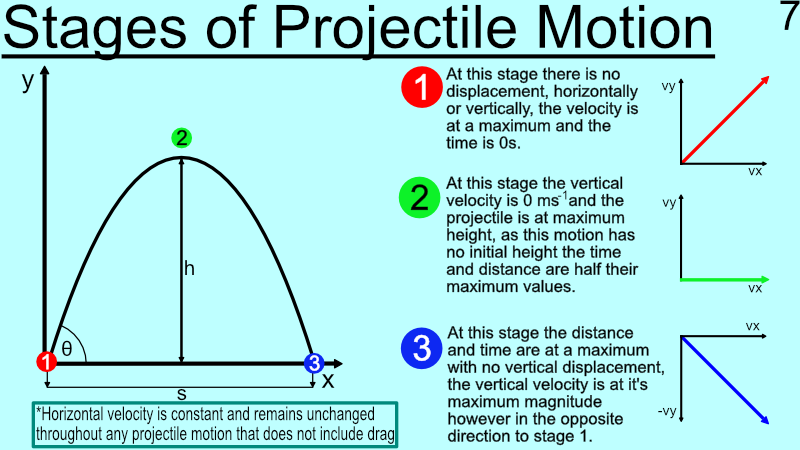 Stages of Projectile Motion
7
y
2
h
θ
1
3
x
s
*Horizontal velocity is constant and remains unchanged
throughout any projectile motion that does not include drag
1
At this stage there is no
displacement, horizontally
or vertically, the velocity is
at a maximum and the
time is 0s.
vy
vx
2
At this stage the vertical
velocity is 0 ms⁻¹and the
projectile is at maximum
height, as this motion has
no initial height the time
and distance are half their
maximum values.
vy
vx
3
At this stage the distance
and time are at a maximum
with no vertical displacement,
the vertical velocity is at it's
maximum magnitude
however in the opposite
direction to stage 1.
vx
-vy